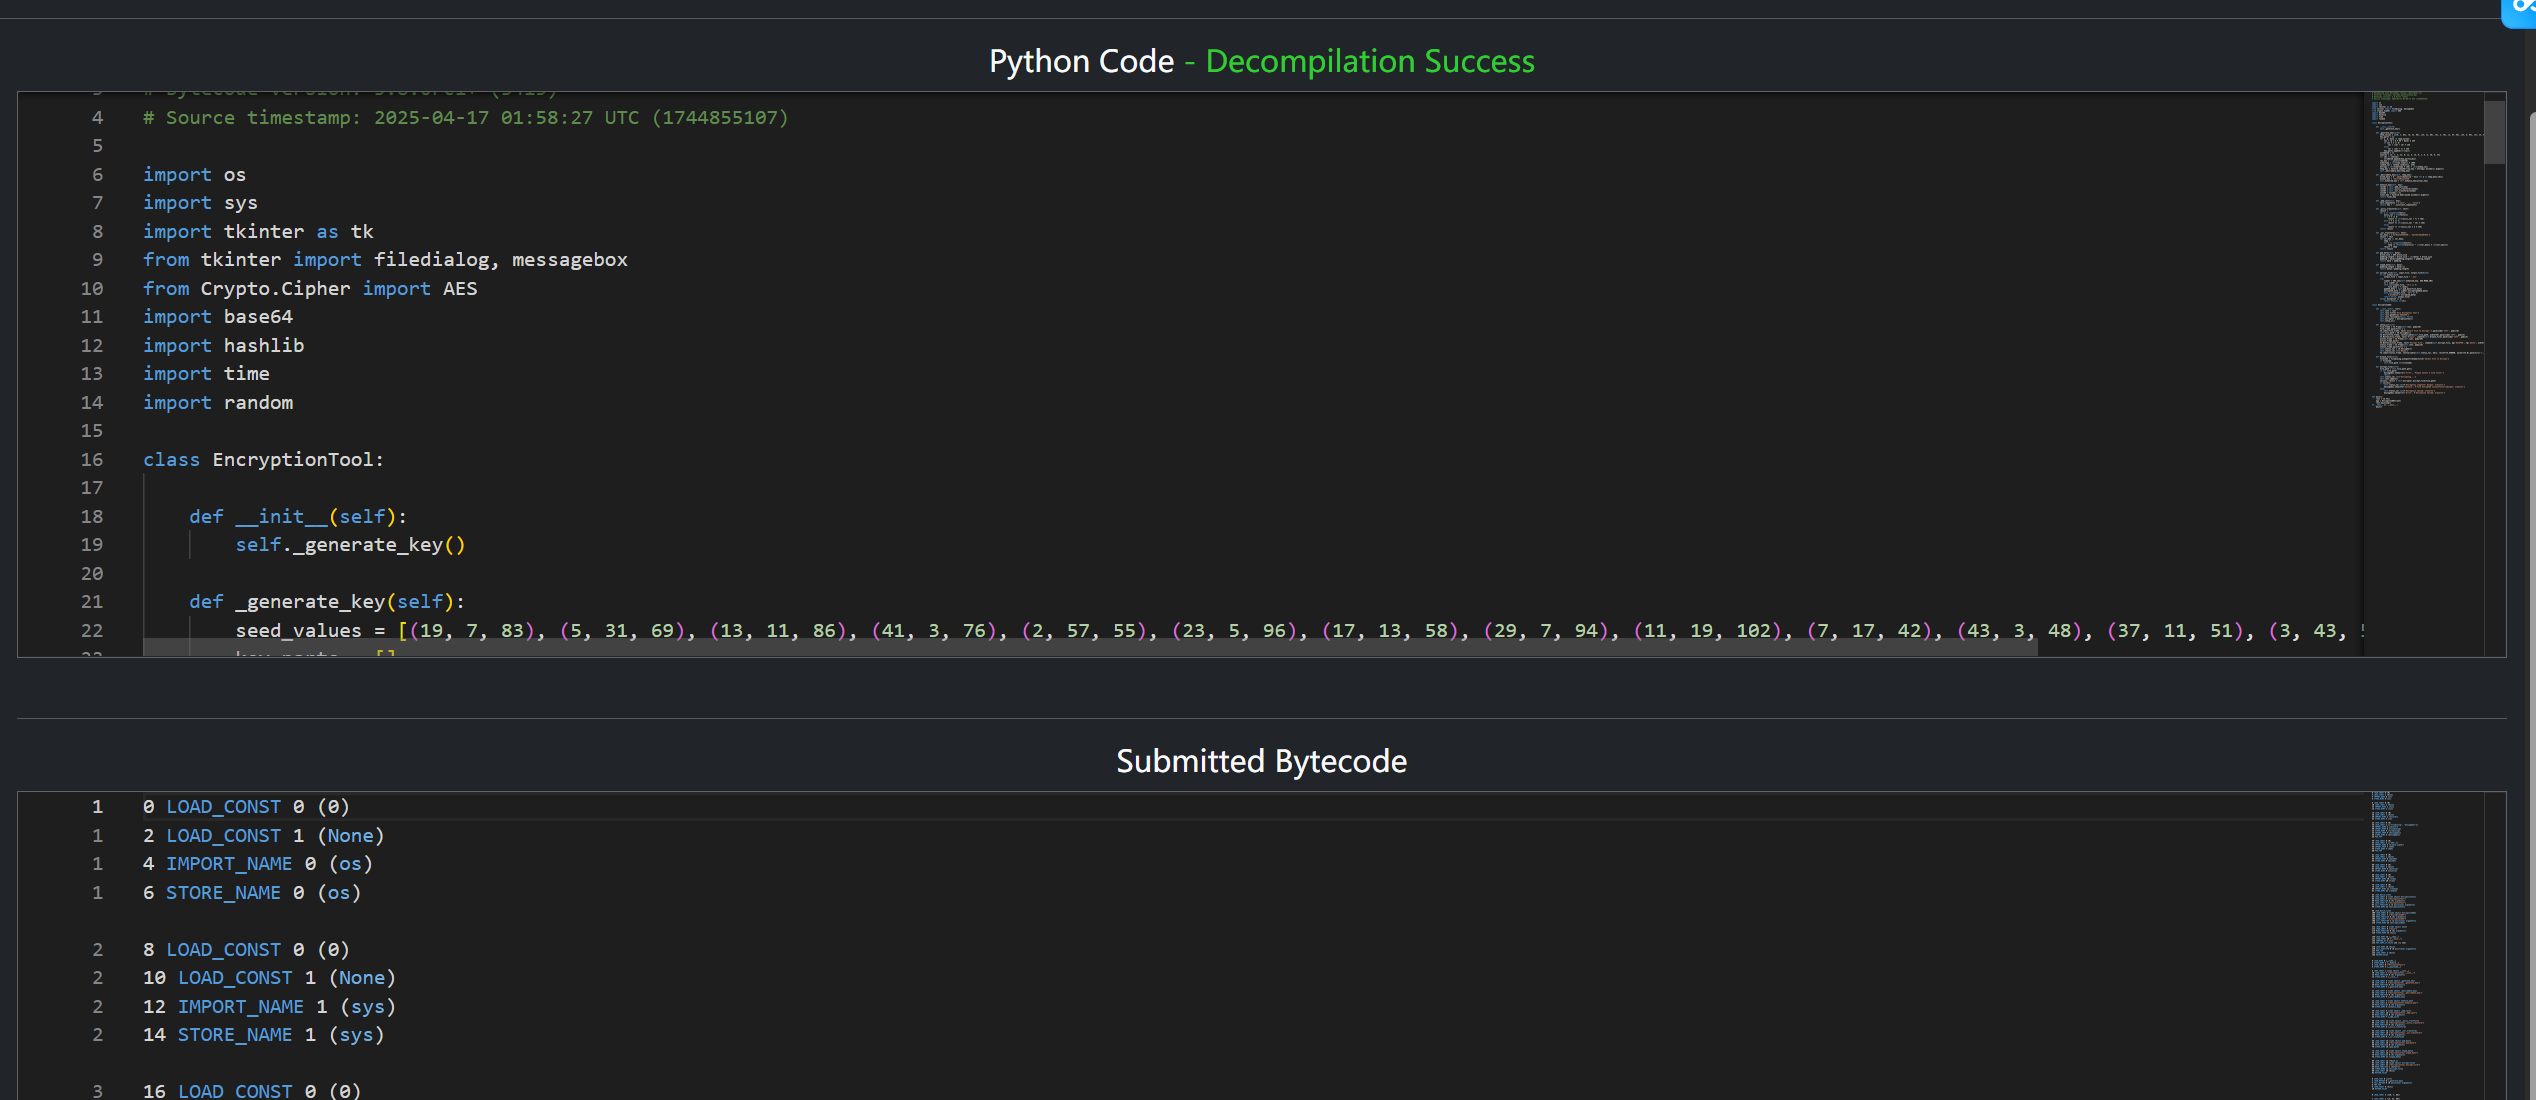 Python Code - Decompilation Success
4 # Source timestamp: 2025-04-17 01:58:27 UTC (1744855107)
5
6 import os
7 import sys
8 import tkinter as tk
9 from tkinter import filedialog, messagebox
10 from Crypto.Cipher import AES
11 import base64
12 import hashlib
13 import time
14 import random
15
16 class EncryptionTool:
17
18 def __init__(self):
19 self._generate_key()
20
21 def _generate_key(self):
22 seed_values = [(19, 7, 83), (5, 31, 69), (13, 11, 86), (41, 3, 76), (2, 57, 55), (23, 5, 96), (17, 13, 58), (29, 7, 94), (11, 19, 102), (7, 17, 42), (43, 3, 48), (37, 11, 51), (3, 43,
Submitted Bytecode
1 0 LOAD_CONST 0 (0)
1 2 LOAD_CONST 1 (None)
1 4 IMPORT_NAME 0 (os)
1 6 STORE_NAME 0 (os)
2 8 LOAD_CONST 0 (0)
2 10 LOAD_CONST 1 (None)
2 12 IMPORT_NAME 1 (sys)
2 14 STORE_NAME 1 (sys)
3 16 LOAD_CONST 0 (0)